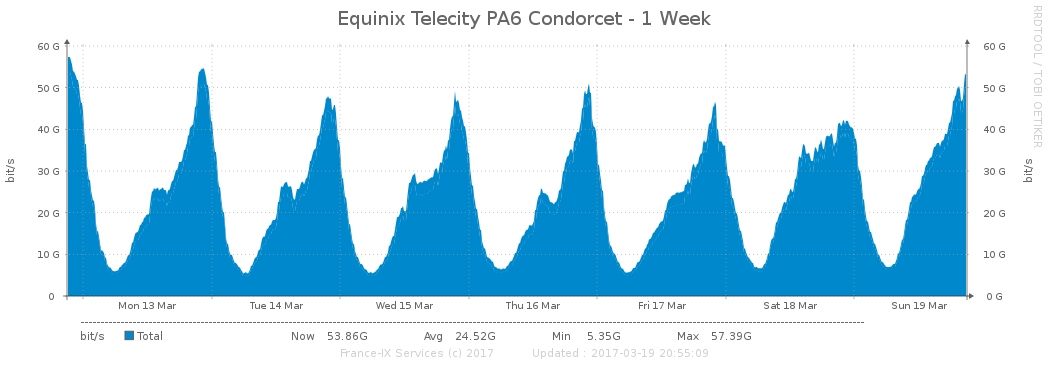 Equinix Telecity PA6 Condorcet - 1 Week
RRDTOOL / TOBI OETIKER
bit/s
60 G
50 G
40 G
30 G
20 G
10 G
0
60 G
50 G
40 G
30 G
20 G
10 G
0 G
bit/s
Mon 13 Mar Tue 14 Mar Wed 15 Mar Thu 16 Mar Fri 17 Mar Sat 18 Mar Sun 19 Mar
bit/s Total Now 53.86G Avg 24.52G Min 5.35G Max 57.39G
France-IX Services (c) 2017 Updated : 2017-03-19 20:55:09